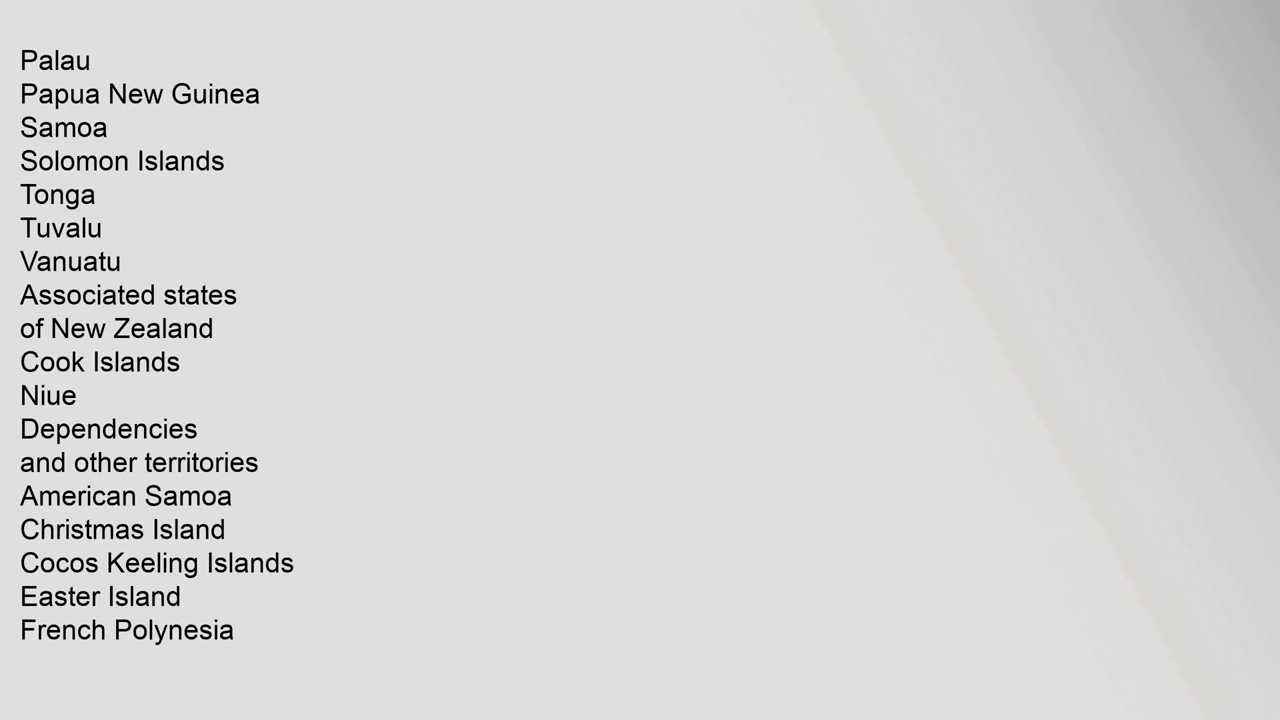 Palau
Papua New Guinea
Samoa
Solomon Islands
Tonga
Tuvalu
Vanuatu
Associated states
of New Zealand
Cook Islands
Niue
Dependencies
and other territories
American Samoa
Christmas Island
Cocos Keeling Islands
Easter Island
French Polynesia